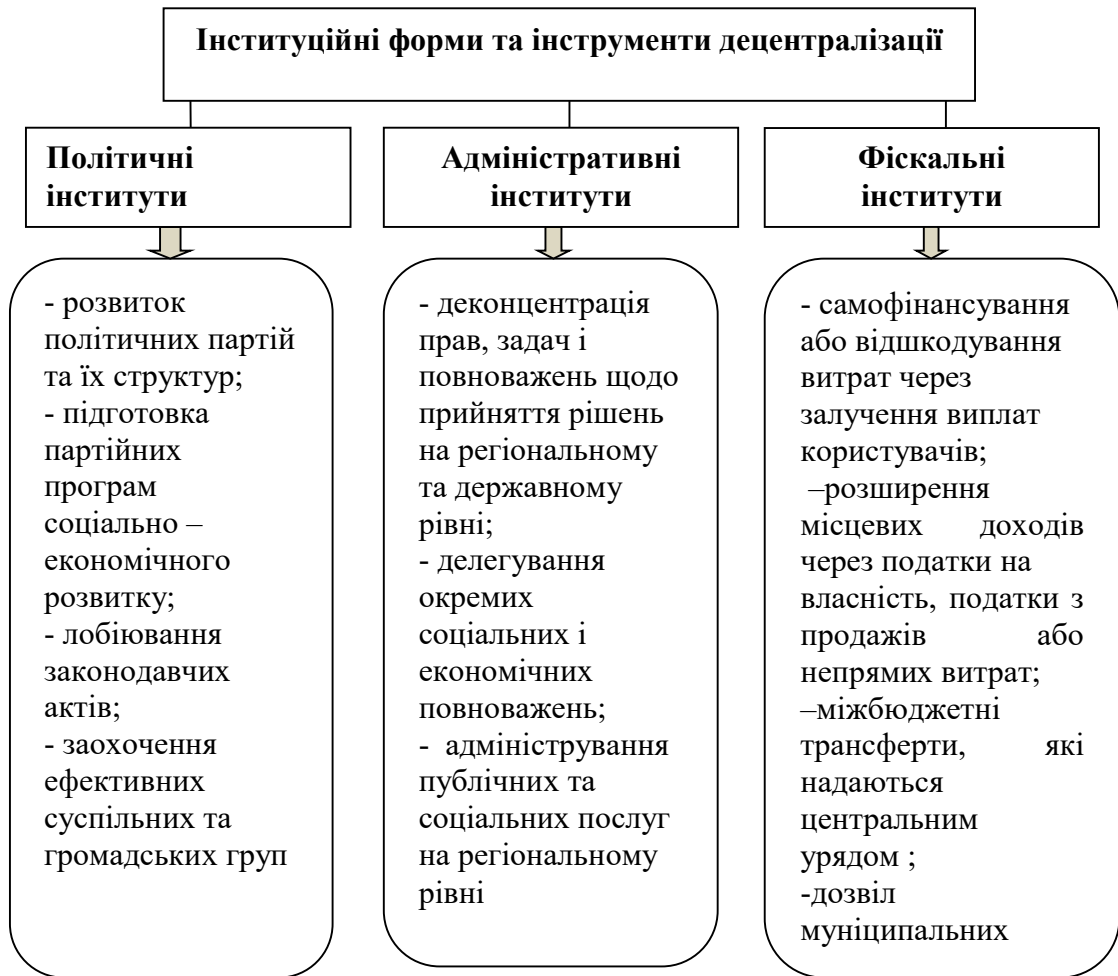 Інституційні форми та інструменти децентралізації
Політичні
інститути
Адміністративні
інститути
Фіскальні
інститути
- розвиток
політичних партій
та їх структур;
- підготовка
партійних
програм
соціально –
економічного
розвитку;
- лобіювання
законодавчих
актів;
- заохочення
ефективних
суспільних та
громадських груп
- деконцентрація
прав, задач і
повноважень щодо
прийняття рішень
на регіональному
та державному
рівні;
- делегування
окремих
соціальних і
економічних
повноважень;
- адміністрування
публічних та
соціальних послуг
на регіональному
рівні
- самофінансування
або відшкодування
витрат через
залучення виплат
користувачів;
–розширення
місцевих доходів
через податки на
власність, податки з
продажів або
непрямих витрат;
–міжбюджетні
трансферти, які
надаються
центральним
урядом ;
-дозвіл
муніципальних